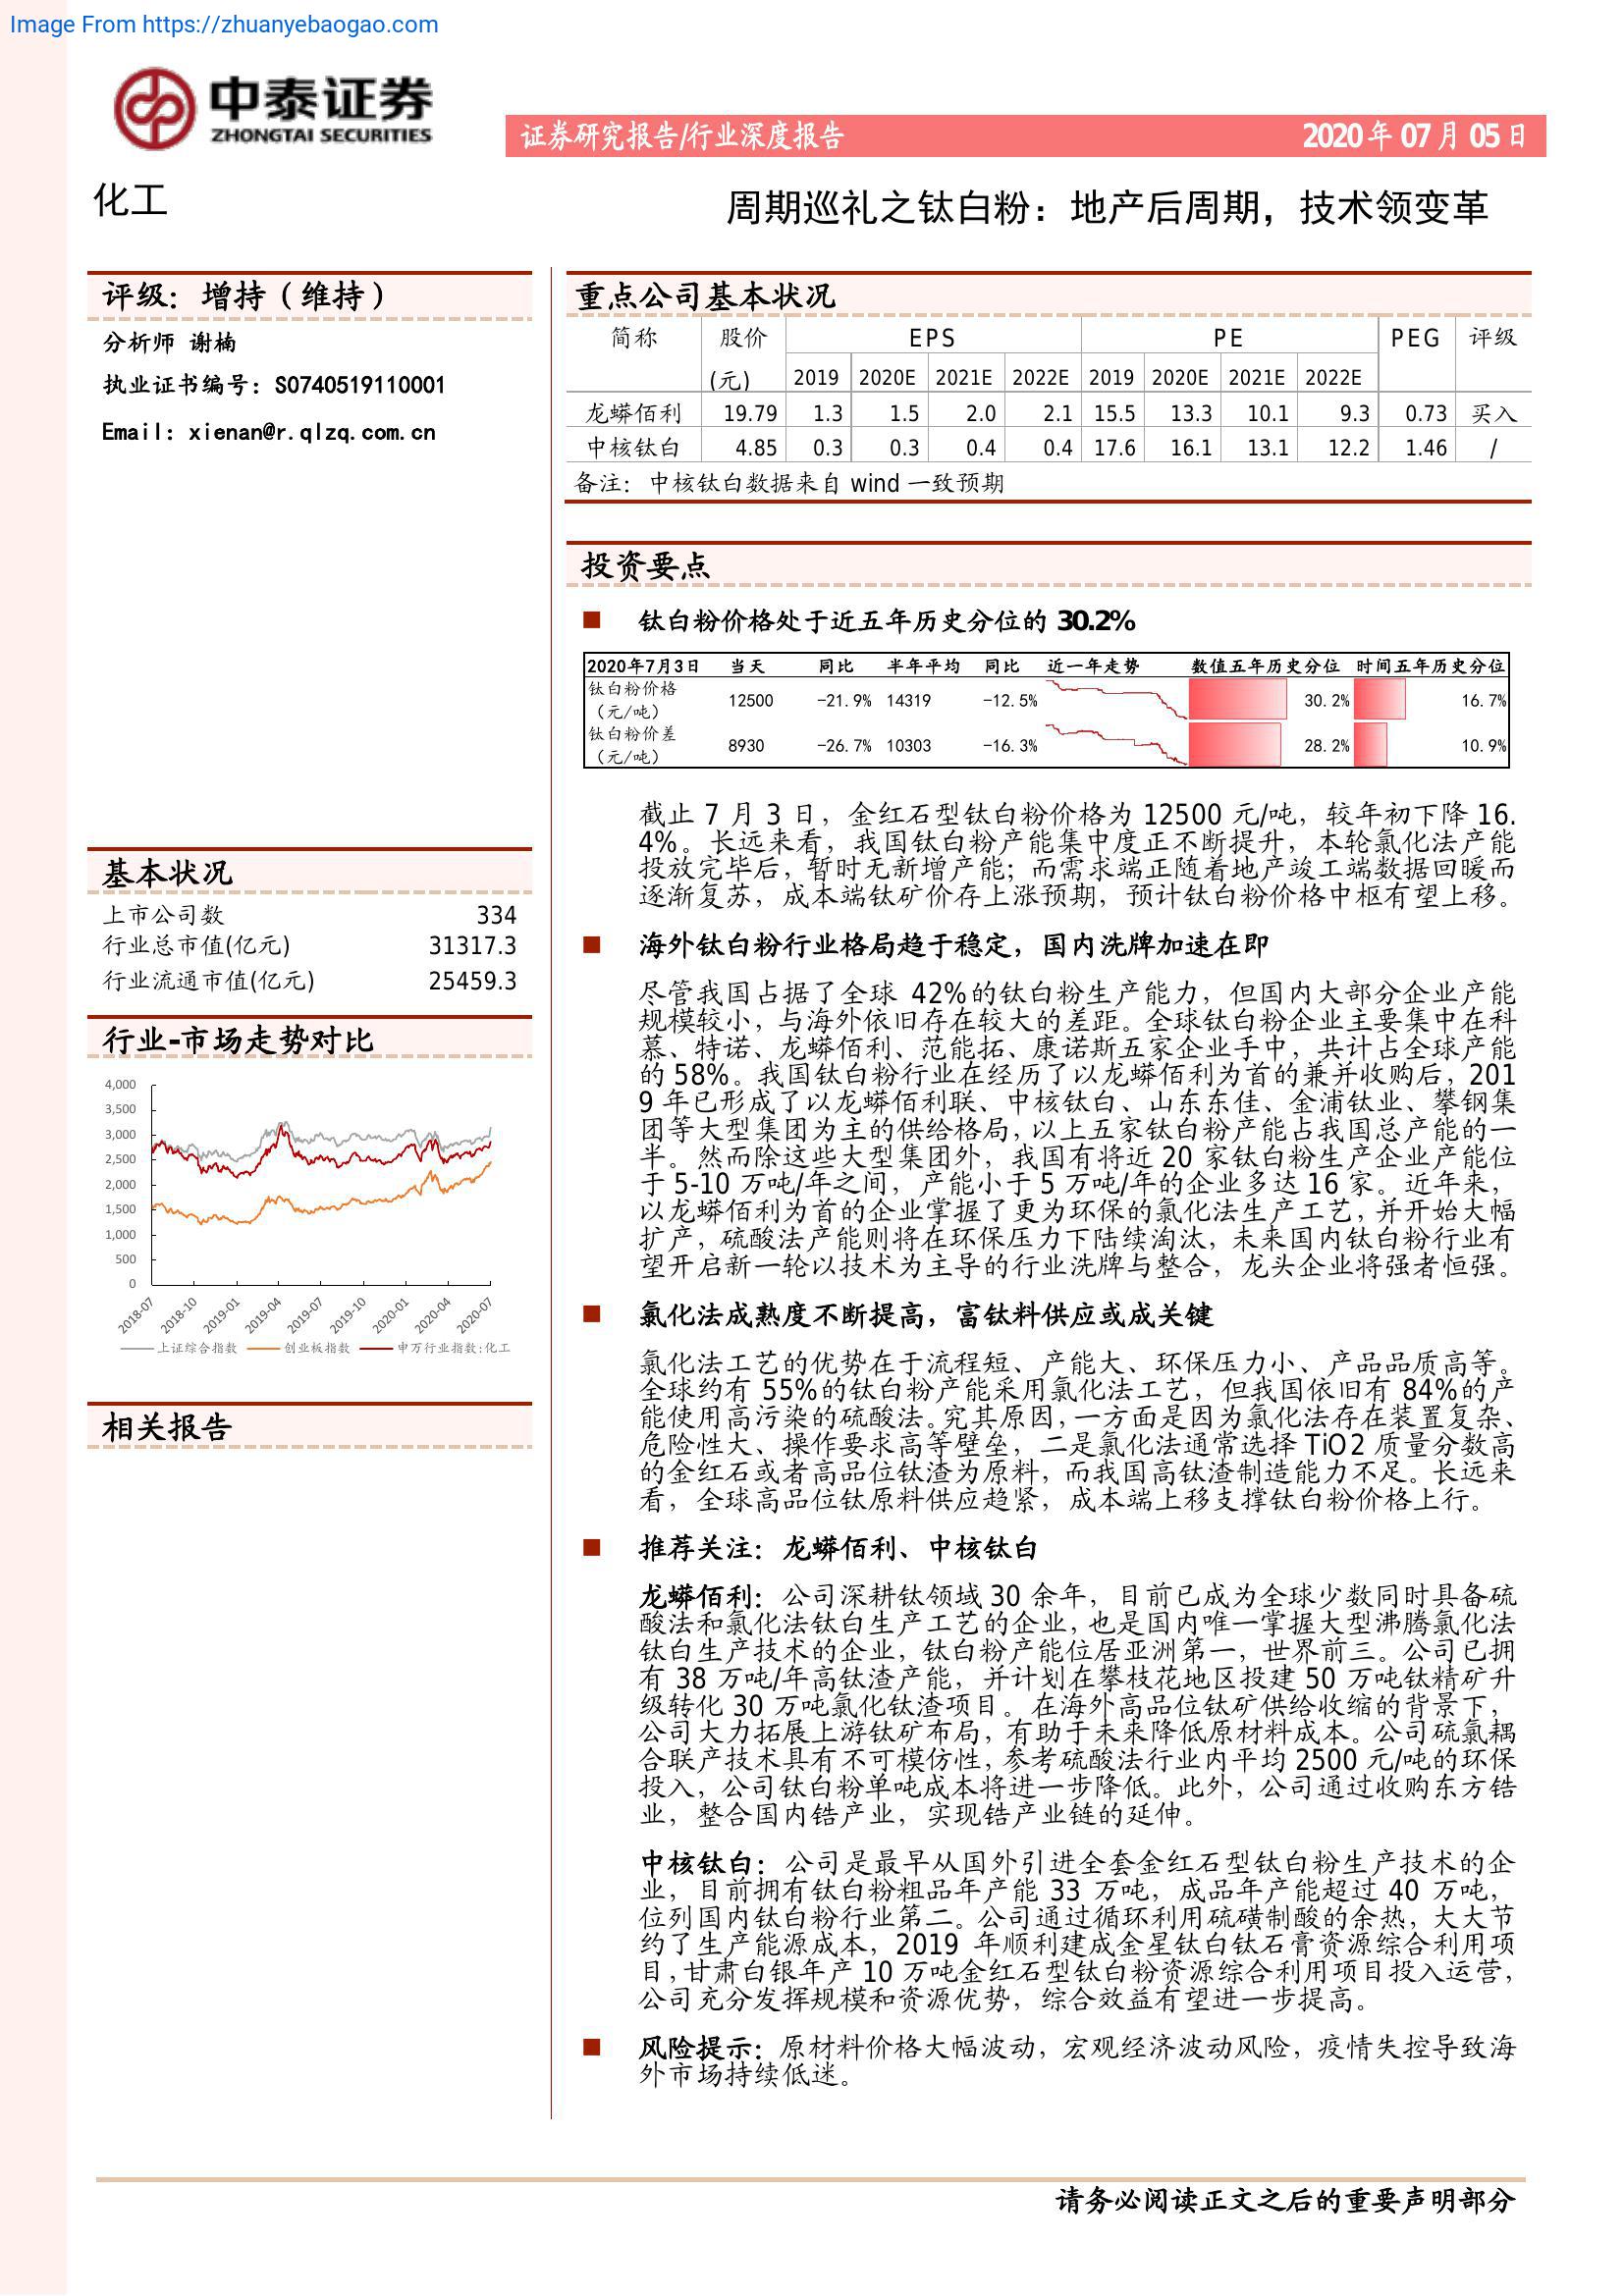 Image From https://zhuanyebaogao.com
中泰证券
ZHONGTAI SECURITIES
证券研究报告/行业深度报告 2020 年 07 月 05 日
化工
周期巡礼之钛白粉：地产后周期，技术领变革
评级：增持（维持）
分析师 谢楠
执业证书编号：S0740519110001
Email：xienan@r.qlzq.com.cn
基本状况
上市公司数 334
行业总市值(亿元) 31317.3
行业流通市值(亿元) 25459.3
行业-市场走势对比
4,000
3,500
3,000
2,500
2,000
1,500
1,000
500
0
2018-07 2018-10 2019-01 2019-04 2019-07 2019-10 2020-01 2020-04 2020-07
上证综合指数 创业板指数 申万行业指数:化工
相关报告
重点公司基本状况
简称 股价 EPS PE PEG 评级
(元) 2019 2020E 2021E 2022E 2019 2020E 2021E 2022E
龙蟒佰利 19.79 1.3 1.5 2.0 2.1 15.5 13.3 10.1 9.3 0.73 买入
中核钛白 4.85 0.3 0.3 0.4 0.4 17.6 16.1 13.1 12.2 1.46 /
备注：中核钛白数据来自 wind 一致预期
投资要点
■ 钛白粉价格处于近五年历史分位的 30.2%
2020年7月3日 当天 同比 半年平均 同比 近一年走势 数值五年历史分位 时间五年历史分位
钛白粉价格
（元/吨） 12500 -21.9% 14319 -12.5% 30.2% 16.7%
钛白粉价差
（元/吨） 8930 -26.7% 10303 -16.3% 28.2% 10.9%
截止 7 月 3 日，金红石型钛白粉价格为 12500 元/吨，较年初下降 16.
4%。长远来看，我国钛白粉产能集中度正不断提升，本轮氯化法产能
投放完毕后，暂时无新增产能；而需求端正随着地产竣工端数据回暖而
逐渐复苏，成本端钛矿价存上涨预期，预计钛白粉价格中枢有望上移。
■ 海外钛白粉行业格局趋于稳定，国内洗牌加速在即
尽管我国占据了全球 42%的钛白粉生产能力，但国内大部分企业产能
规模较小，与海外依旧存在较大的差距。全球钛白粉企业主要集中在科
慕、特诺、龙蟒佰利、范能拓、康诺斯五家企业手中，共计占全球产能
的 58%。我国钛白粉行业在经历了以龙蟒佰利为首的兼并收购后，201
9 年已形成了以龙蟒佰利联、中核钛白、山东东佳、金浦钛业、攀钢集
团等大型集团为主的供给格局，以上五家钛白粉产能占我国总产能的一
半。然而除这些大型集团外，我国有将近 20 家钛白粉生产企业产能位
于 5-10 万吨/年之间，产能小于 5 万吨/年的企业多达 16 家。近年来，
以龙蟒佰利为首的企业掌握了更为环保的氯化法生产工艺，并开始大幅
扩产，硫酸法产能则将在环保压力下陆续淘汰，未来国内钛白粉行业有
望开启新一轮以技术为主导的行业洗牌与整合，龙头企业将强者恒强。
■ 氯化法成熟度不断提高，富钛料供应或成关键
氯化法工艺的优势在于流程短、产能大、环保压力小、产品品质高等。
全球约有 55%的钛白粉产能采用氯化法工艺，但我国依旧有 84%的产
能使用高污染的硫酸法。究其原因，一方面是因为氯化法存在装置复杂、
危险性大、操作要求高等壁垒，二是氯化法通常选择 TiO2 质量分数高
的金红石或者高品位钛渣为原料，而我国高钛渣制造能力不足。长远来
看，全球高品位钛原料供应趋紧，成本端上移支撑钛白粉价格上行。
■ 推荐关注：龙蟒佰利、中核钛白
龙蟒佰利：公司深耕钛领域 30 余年，目前已成为全球少数同时具备硫
酸法和氯化法钛白生产工艺的企业，也是国内唯一掌握大型沸腾氯化法
钛白生产技术的企业，钛白粉产能位居亚洲第一，世界前三。公司已拥
有 38 万吨/年高钛渣产能，并计划在攀枝花地区投建 50 万吨钛精矿升
级转化 30 万吨氯化钛渣项目。在海外高品位钛矿供给收缩的背景下，
公司大力拓展上游钛矿布局，有助于未来降低原材料成本。公司硫氯耦
合联产技术具有不可模仿性，参考硫酸法行业内平均 2500 元/吨的环保
投入，公司钛白粉单吨成本将进一步降低。此外，公司通过收购东方锆
业，整合国内锆产业，实现锆产业链的延伸。
中核钛白：公司是最早从国外引进全套金红石型钛白粉生产技术的企
业，目前拥有钛白粉粗品年产能 33 万吨，成品年产能超过 40 万吨，
位列国内钛白粉行业第二。公司通过循环利用硫磺制酸的余热，大大节
约了生产能源成本，2019 年顺利建成金星钛白钛石膏资源综合利用项
目，甘肃白银年产 10 万吨金红石型钛白粉资源综合利用项目投入运营，
公司充分发挥规模和资源优势，综合效益有望进一步提高。
■ 风险提示：原材料价格大幅波动，宏观经济波动风险，疫情失控导致海
外市场持续低迷。
请务必阅读正文之后的重要声明部分